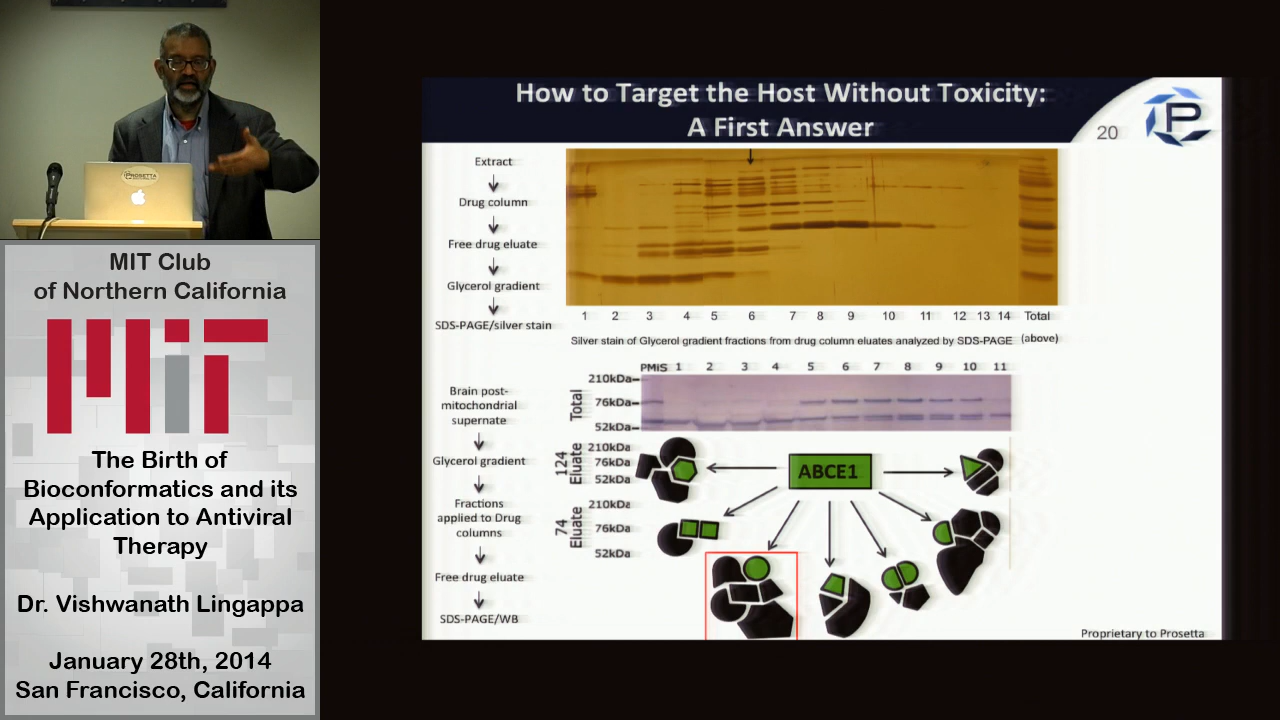 PROSETTA
MIT Club
of Northern California
MIT
The Birth of
Bioconformatics and its
Application to Antiviral
Therapy
Dr. Vishwanath Lingappa
January 28th, 2014
San Francisco, California
How to Target the Host Without Toxicity:
A First Answer
20
P
Extract
Drug column
Free drug eluate
Glycerol gradient
SDS-PAGE/silver stain
1 2 3 4 5 6 7 8 9 10 11 12 13 14 Total
(above)
Silver stain of Glycerol gradient fractions from drug column eluates analyzed by SDS-PAGE
PMiS 1 2 3 4 5 6 7 8 9 10 11
Brain post-
mitochondrial
supernate
Glycerol gradient
Fractions
applied to Drug
columns
Free drug eluate
SDS-PAGE/WB
Total
210kDa
76kDa
52kDa
124
Eluate
210kDa
76kDa
52kDa
74
Eluate
210kDa
76kDa
52kDa
ABCE1
Proprietary to Prosetta